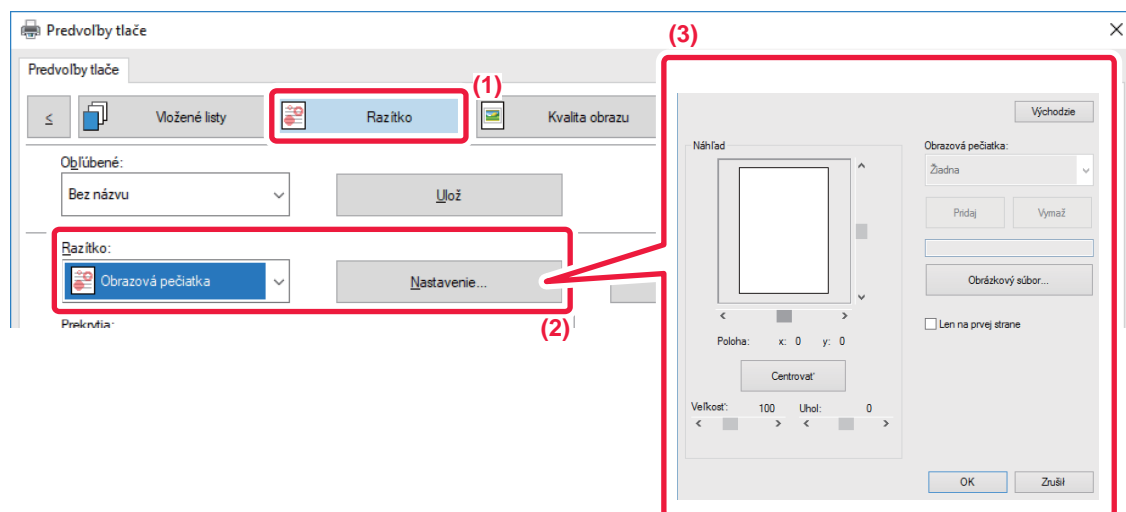 Predvoľby tlače
Predvoľby tlače
(1)
(3)
≤
Vložené listy
Razítko
Kvalita obrazu
Obľúbené:
Bez názvu
Ulož
Razítko:
Obrazová pečiatka
Nastavenie...
(2)
Prekrytia:
Východzie
Náhľad
Obrazová pečiatka:
Žiadna
Pridaj
Vymaž
Obrázkový súbor...
Len na prvej strane
Poloha: x: 0 y: 0
Centrovať
Veľkosť: 100 Uhol: 0
OK
Zrušiť